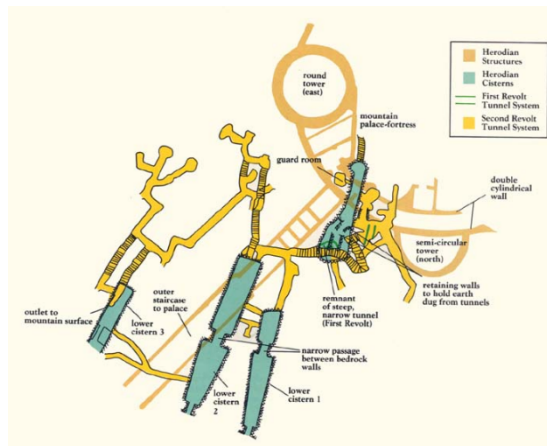 round
tower
(east)
mountain
palace-fortress
guard room
Herodian
Structures
Herodian
Cisterns
First Revolt
Tunnel System
Second Revolt
Tunnel System
double
cylindrical
wall
semi-circular
tower
(north)
retaining walls
to hold earth
dug from tunnels
remnant
of steep,
narrow tunnel
(First Revolt)
outer
staircase
to palace
outlet to
mountain surface
lower
cistern 3
narrow passage
between bedrock
walls
lower
cistern
2
lower
cistern 1